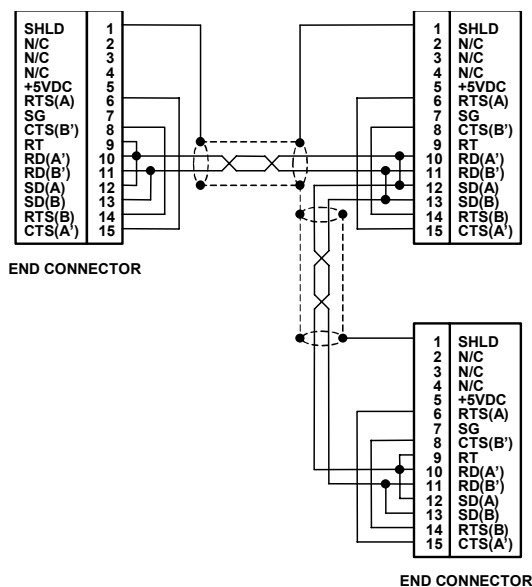 SHLD 1
N/C 2
N/C 3
N/C 4
+5VDC 5
RTS(A) 6
SG 7
CTS(B') 8
RT 9
RD(A') 10
RD(B') 11
SD(A) 12
SD(B) 13
RTS(B) 14
CTS(A') 15
END CONNECTOR
1 SHLD
2 N/C
3 N/C
4 N/C
5 +5VDC
6 RTS(A)
7 SG
8 CTS(B')
9 RT
10 RD(A')
11 RD(B')
12 SD(A)
13 SD(B)
14 RTS(B)
15 CTS(A')
1 SHLD
2 N/C
3 N/C
4 N/C
5 +5VDC
6 RTS(A)
7 SG
8 CTS(B')
9 RT
10 RD(A')
11 RD(B')
12 SD(A)
13 SD(B)
14 RTS(B)
15 CTS(A')
END CONNECTOR